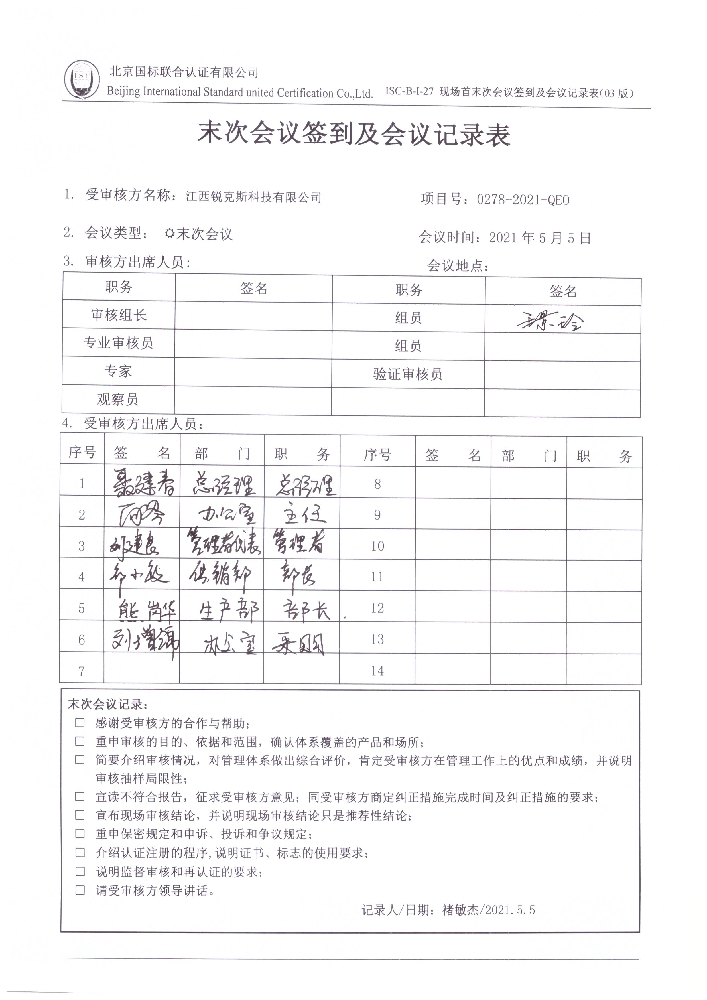 ISC
北京国标联合认证有限公司
Beijing International Standard united Certification Co.,Ltd. ISC-B-I-27 现场首末次会议签到及会议记录表(03 版)
末次会议签到及会议记录表
1. 受审核方名称: 江西锐克斯科技有限公司 项目号: 0278-2021-QEO
2. 会议类型: 末次会议 会议时间: 2021 年 5 月 5 日
3. 审核方出席人员: 会议地点:
职务 签名 职务 签名
审核组长 组员
专业审核员 组员
专家 验证审核员
观察员
4. 受审核方出席人员:
序号 签 名 部 门 职 务 序号 签 名 部 门 职 务
1 聂建春 总经理 总经理 8
2 办公室 主任 9
3 建良 管理者代表 管理者 10
4 小 供销部 部长 11
5 熊岗华 生产部 部长 12
6 刘增锦 办公室 采购 13
7 14
末次会议记录:
□ 感谢受审核方的合作与帮助;
□ 重申审核的目的、依据和范围, 确认体系覆盖的产品和场所;
□ 简要介绍审核情况, 对管理体系做出综合评价, 肯定受审核方在管理工作上的优点和成绩, 并说明
审核抽样局限性;
□ 宣读不符合报告, 征求受审核方意见; 同受审核方商定纠正措施完成时间及纠正措施的要求;
□ 宣布现场审核结论, 并说明现场审核结论只是推荐性结论;
□ 重申保密规定和申诉、投诉和争议规定;
□ 介绍认证注册的程序, 说明证书、标志的使用要求;
□ 说明监督审核和再认证的要求;
□ 请受审核方领导讲话。
记录人/日期: 褚敏杰/2021.5.5